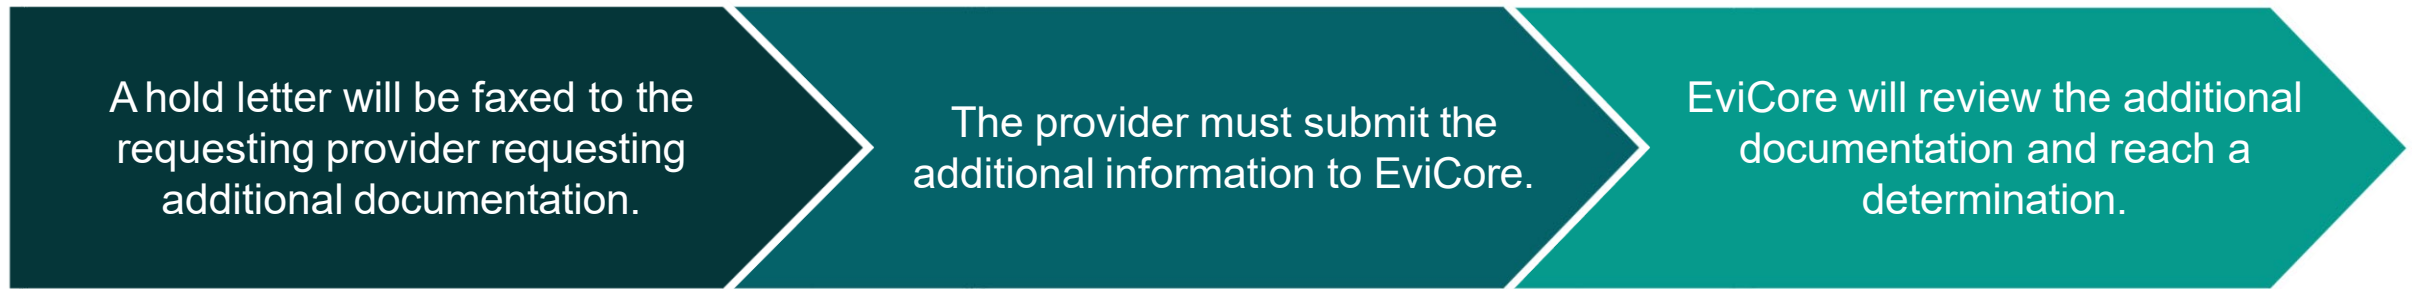 A hold letter will be faxed to the
requesting provider requesting
additional documentation.
The provider must submit the
additional information to EviCore.
EviCore will review the additional
documentation and reach a
determination.